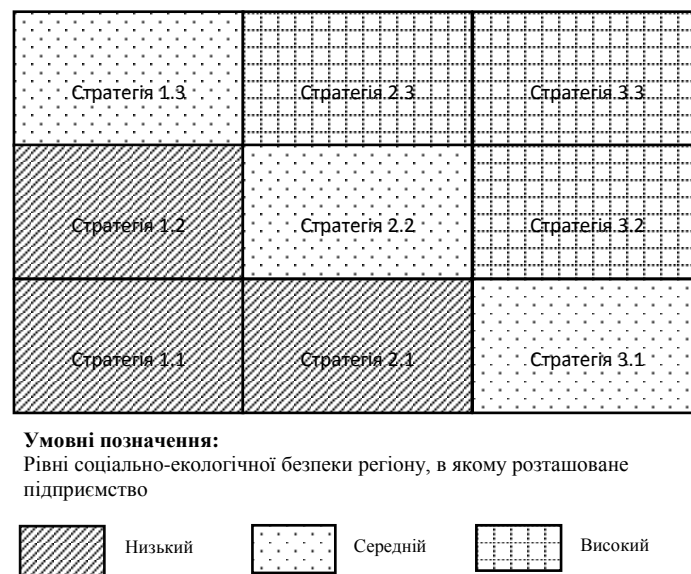 Стратегія 1.3
Стратегія 2.3
Стратегія 3.3
Стратегія 1.2
Стратегія 2.2
Стратегія 3.2
Стратегія 1.1
Стратегія 2.1
Стратегія 3.1
Умовні позначення:
Рівні соціально-екологічної безпеки регіону, в якому розташоване
підприємство
Низький
Середній
Високий